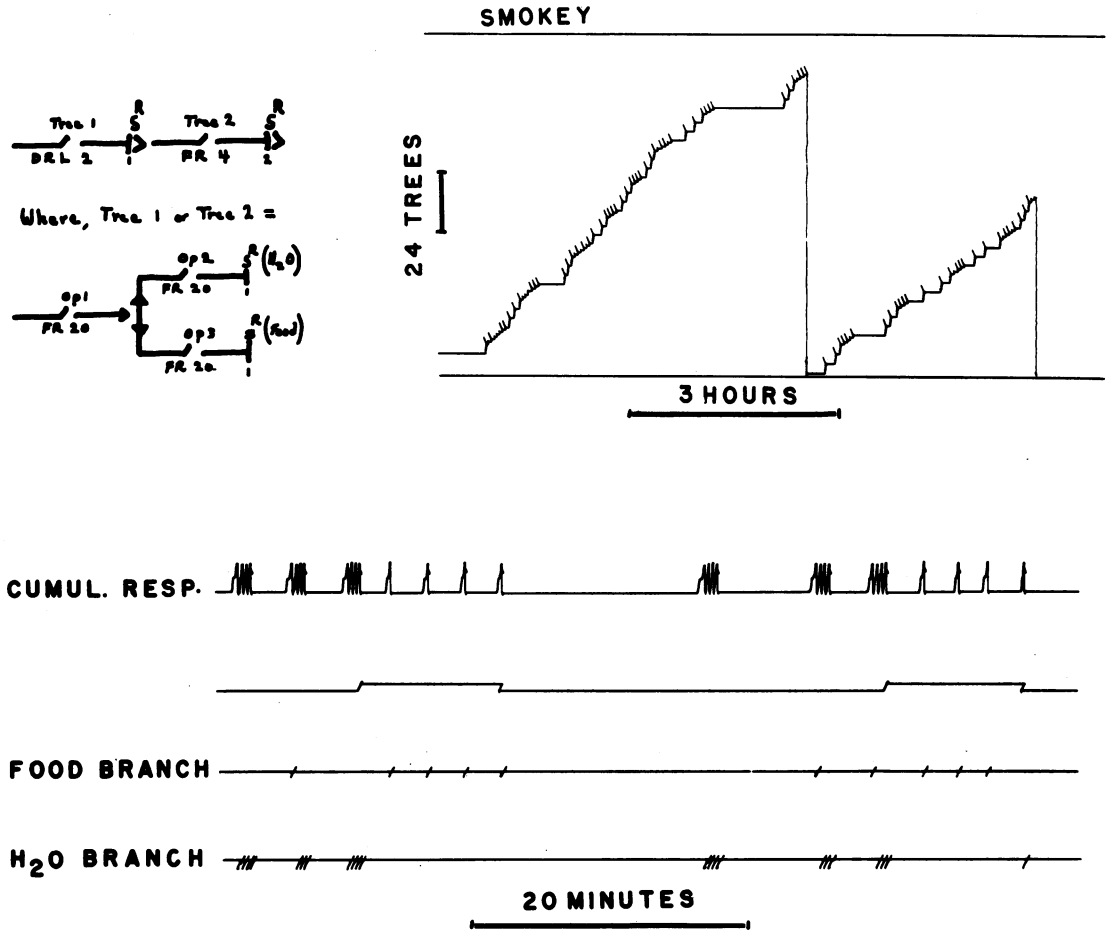 SMOKEY
R R
Tree 1 S Tree 2 S
DRL 2 1 FR 4 2
Where, Tree 1 or Tree 2 =
Op2 S R (H2O)
FR 20 1
Op1
FR 20
Op3 S R (Food)
FR 20 1
24 TREES
3 HOURS
CUMUL. RESP.
FOOD BRANCH
H2O BRANCH
20 MINUTES